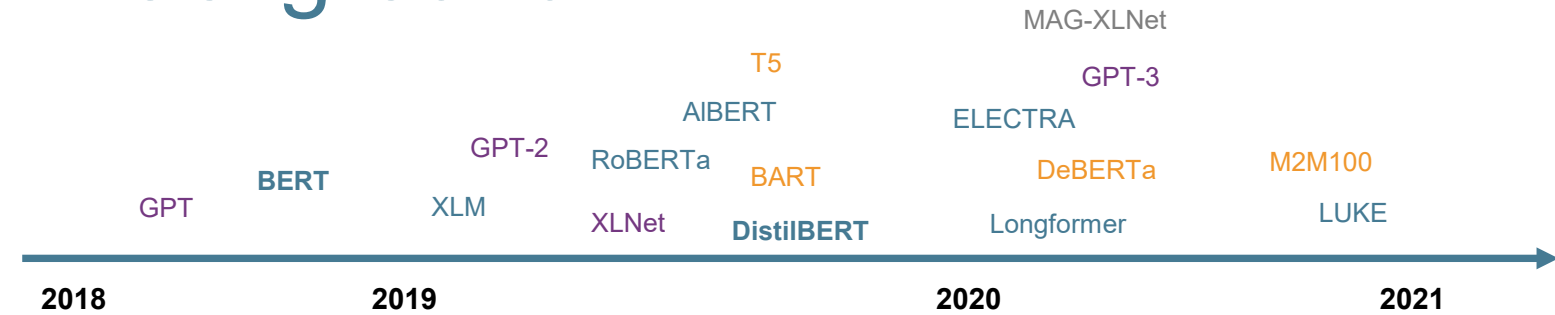 MAG-XLNet
T5
GPT-3
AlBERT
ELECTRA
GPT-2
RoBERTa
BERT
BART
DeBERTa
M2M100
GPT
XLM
XLNet
DistilBERT
Longformer
LUKE
2018 2019 2020 2021